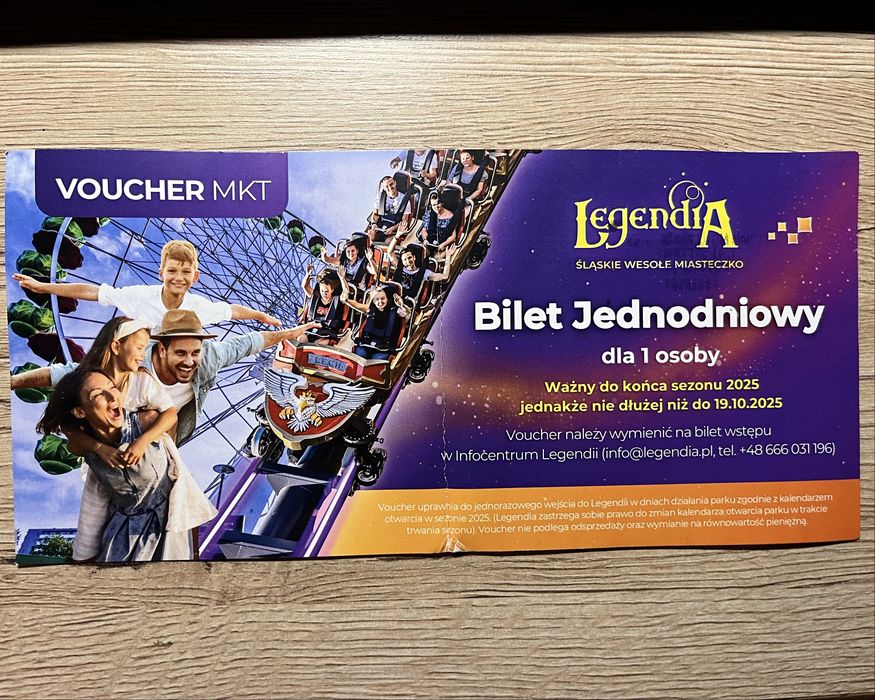 VOUCHER MKT
LEGENDIA
ŚLĄSKIE WESOŁE MIASTECZKO
Bilet Jednodniowy
dla 1 osoby
Ważny do końca sezonu 2025
jednakże nie dłużej niż do 19.10.2025
Voucher należy wymienić na bilet wstępu
w Infocentrum Legendii (info@legendia.pl, tel. +48 666 031 196)
LECH
Voucher uprawnia do jednorazowego wejścia do Legendii w dniach działania parku zgodnie z kalendarzem
otwarcia w sezonie 2025. (Legendia zastrzega sobie prawo do zmian kalendarza otwarcia parku w trakcie
trwania sezonu). Voucher nie podlega odsprzedaży oraz wymianie na równowartość pieniężną.